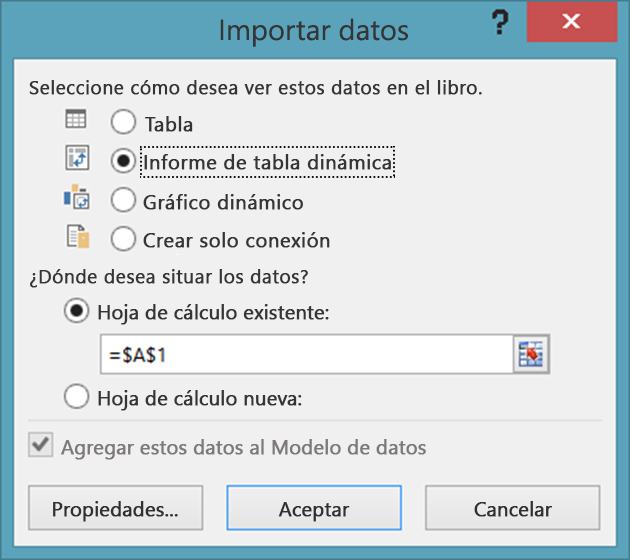 Importar datos
?
Seleccione cómo desea ver estos datos en el libro.
Tabla
Informe de tabla dinámica
Gráfico dinámico
Crear solo conexión
¿Dónde desea situar los datos?
Hoja de cálculo existente:
=$A$1
Hoja de cálculo nueva:
Agregar estos datos al Modelo de datos
Propiedades... Aceptar Cancelar